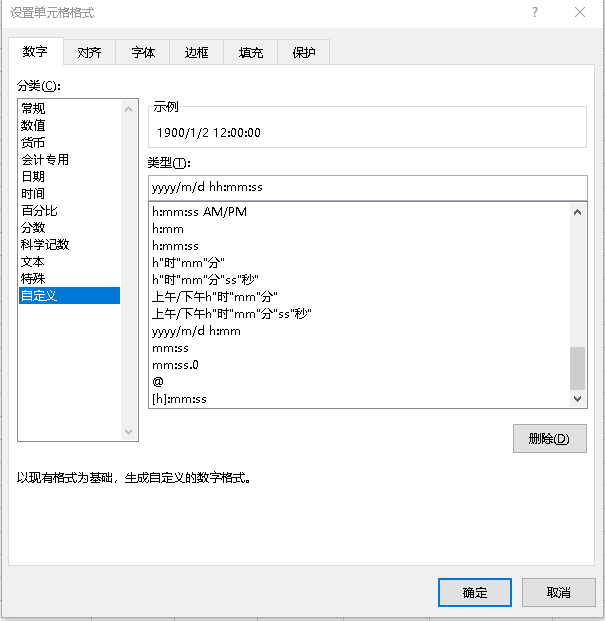 设置单元格格式
?
数字 对齐 字体 边框 填充 保护
分类(C):
常规
数值
货币
会计专用
日期
时间
百分比
分数
科学记数
文本
特殊
自定义
示例
1900/1/2 12:00:00
类型(T):
yyyy/m/d hh:mm:ss
h:mm:ss AM/PM
h:mm
h:mm:ss
h"时"mm"分"
h"时"mm"分"ss"秒"
上午/下午h"时"mm"分"
上午/下午h"时"mm"分"ss"秒"
yyyy/m/d h:mm
mm:ss
mm:ss.0
@
[h]:mm:ss
删除(D)
以现有格式为基础，生成自定义的数字格式。
确定 取消